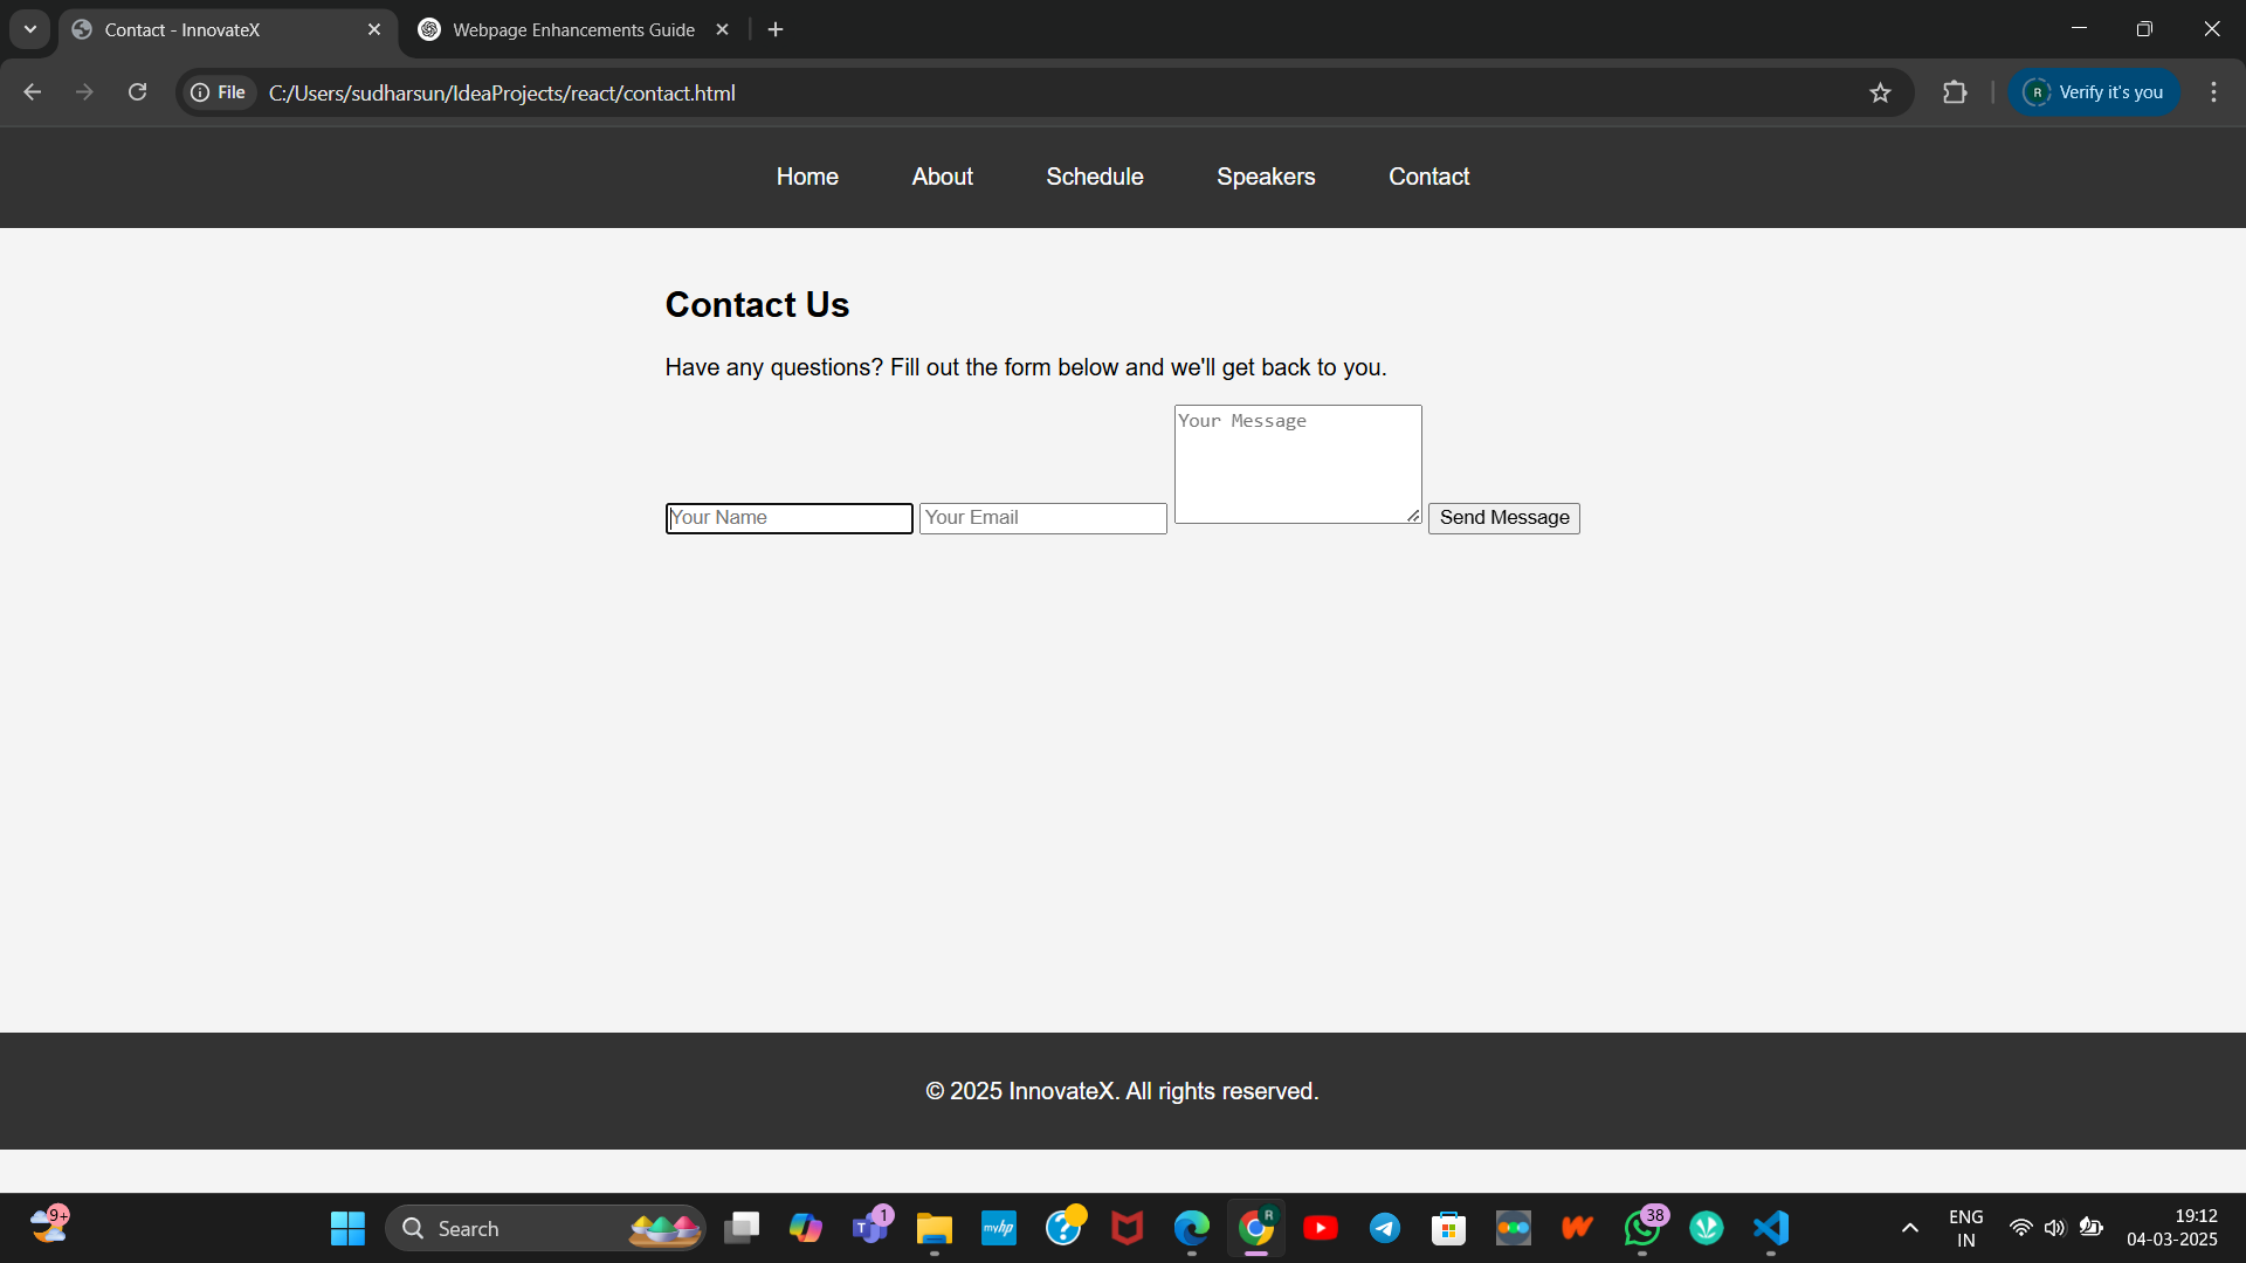 Contact - InnovateX
Webpage Enhancements Guide
File
C:/Users/sudharsun/IdeaProjects/react/contact.html
R
Verify it's you
Home
About
Schedule
Speakers
Contact
Contact Us
Have any questions? Fill out the form below and we'll get back to you.
Your Message
Your Name
Your Email
Send Message
© 2025 InnovateX. All rights reserved.
9+
Search
1
T
myhp
?
R
38
ENG
IN
19:12
04-03-2025